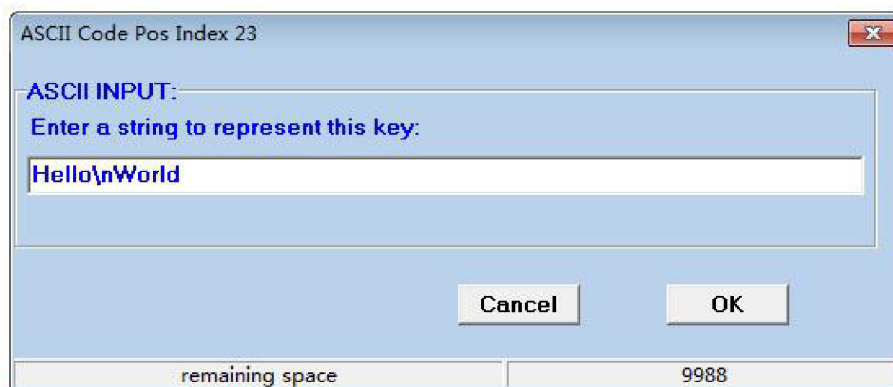 ASCII Code Pos Index 23
ASCII INPUT:
Enter a string to represent this key:
Hello\nWorld
Cancel OK
remaining space 9988